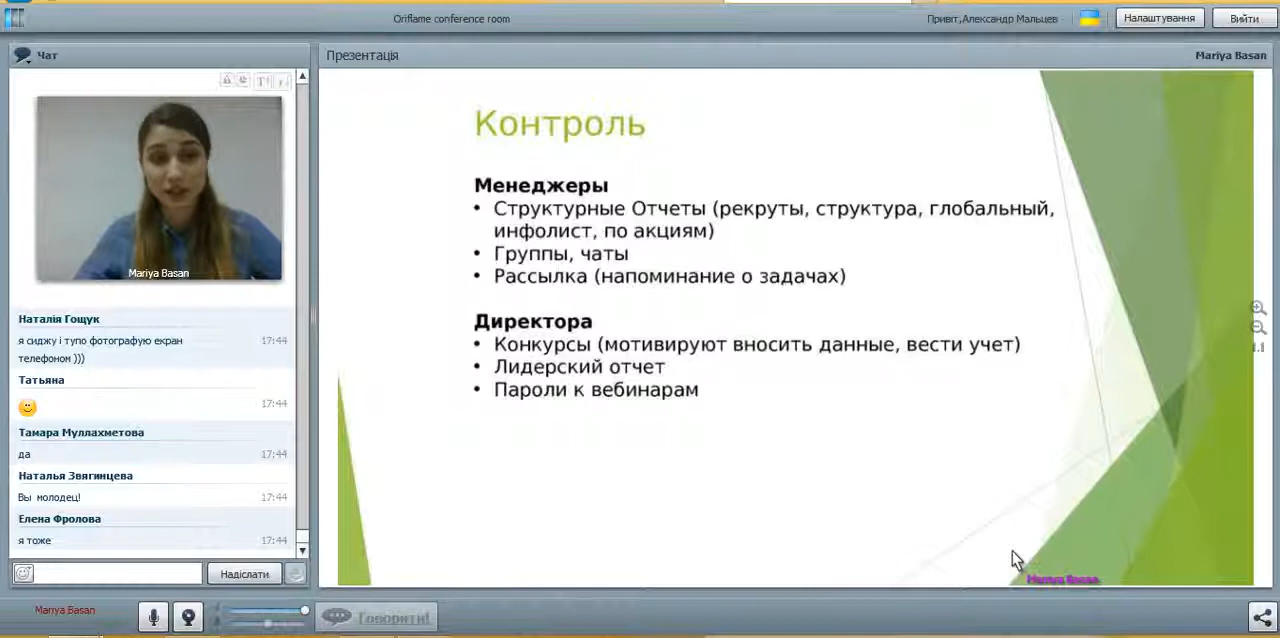 Oriflame conference room
Привіт,Александр Мальцев
Налаштування
Вийти
Чат
Mariya Basan
Наталія Гощук
я сиджу і тупо фотографую екран
телефоном )))
17:44
Татьяна
17:44
Тамара Муллахметова
да 17:44
Наталья Звягинцева
Вы молодец! 17:44
Елена Фролова
я тоже 17:44
Надіслати
Презентація
Mariya Basan
Контроль
Менеджеры
• Структурные Отчеты (рекруты, структура, глобальный,
инфолист, по акциям)
• Группы, чаты
• Рассылка (напоминание о задачах)
Директора
• Конкурсы (мотивируют вносить данные, вести учет)
• Лидерский отчет
• Пароли к вебинарам
Mariya Basan
Mariya Basan
Говорити!